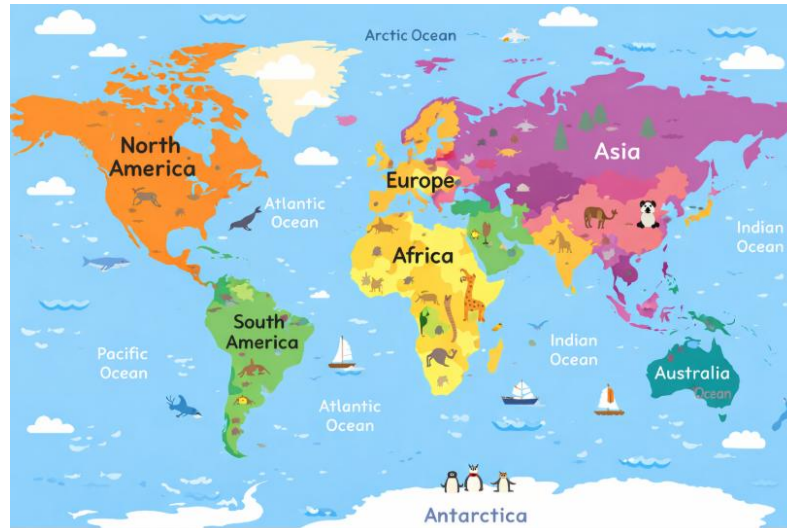 Arctic Ocean
North
America
Asia
Europe
Atlantic
Ocean
Indian
Ocean
Africa
South
America
Pacific
Ocean
Indian
Ocean
Australia
Ocean
Atlantic
Ocean
Antarctica